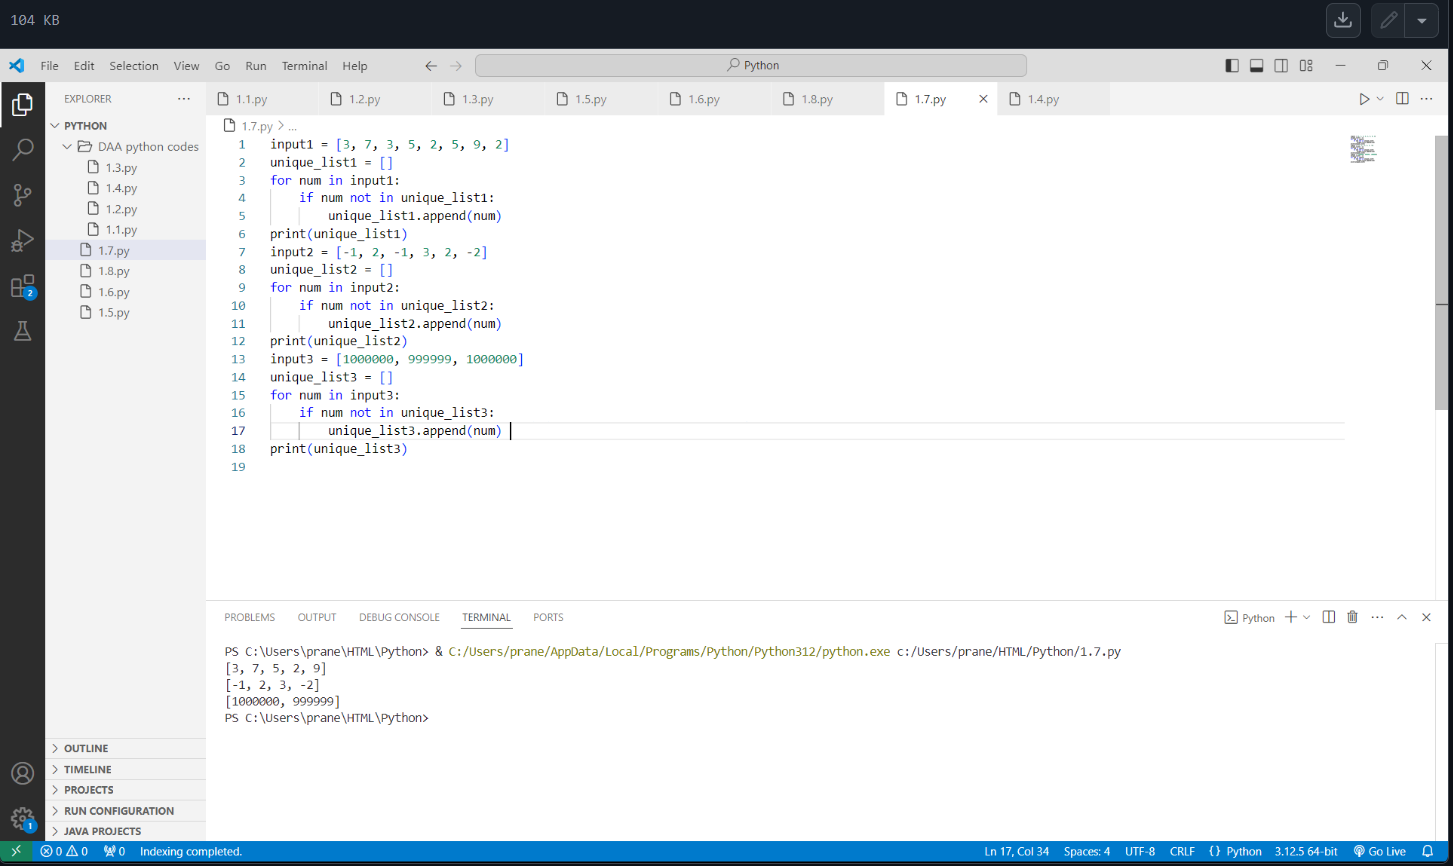 104 KB
File Edit Selection View Go Run Terminal Help
Python
EXPLORER
1.1.py 1.2.py 1.3.py 1.5.py 1.6.py 1.8.py 1.7.py 1.4.py
PYTHON
DAA python codes
1.3.py
1.4.py
1.2.py
1.1.py
1.7.py
1.8.py
1.6.py
1.5.py
OUTLINE
TIMELINE
PROJECTS
RUN CONFIGURATION
JAVA PROJECTS
2
1
1.7.py > ...
1 input1 = [3, 7, 3, 5, 2, 5, 9, 2]
2 unique_list1 = []
3 for num in input1:
4     if num not in unique_list1:
5         unique_list1.append(num)
6 print(unique_list1)
7 input2 = [-1, 2, -1, 3, 2, -2]
8 unique_list2 = []
9 for num in input2:
10     if num not in unique_list2:
11         unique_list2.append(num)
12 print(unique_list2)
13 input3 = [1000000, 999999, 1000000]
14 unique_list3 = []
15 for num in input3:
16     if num not in unique_list3:
17         unique_list3.append(num)
18 print(unique_list3)
19
PROBLEMS OUTPUT DEBUG CONSOLE TERMINAL PORTS
Python
PS C:\Users\prane\HTML\Python> & C:/Users/prane/AppData/Local/Programs/Python/Python312/python.exe c:/Users/prane/HTML/Python/1.7.py
[3, 7, 5, 2, 9]
[-1, 2, 3, -2]
[1000000, 999999]
PS C:\Users\prane\HTML\Python>
0 0 0 Indexing completed. Ln 17, Col 34 Spaces: 4 UTF-8 CRLF {} Python 3.12.5 64-bit Go Live